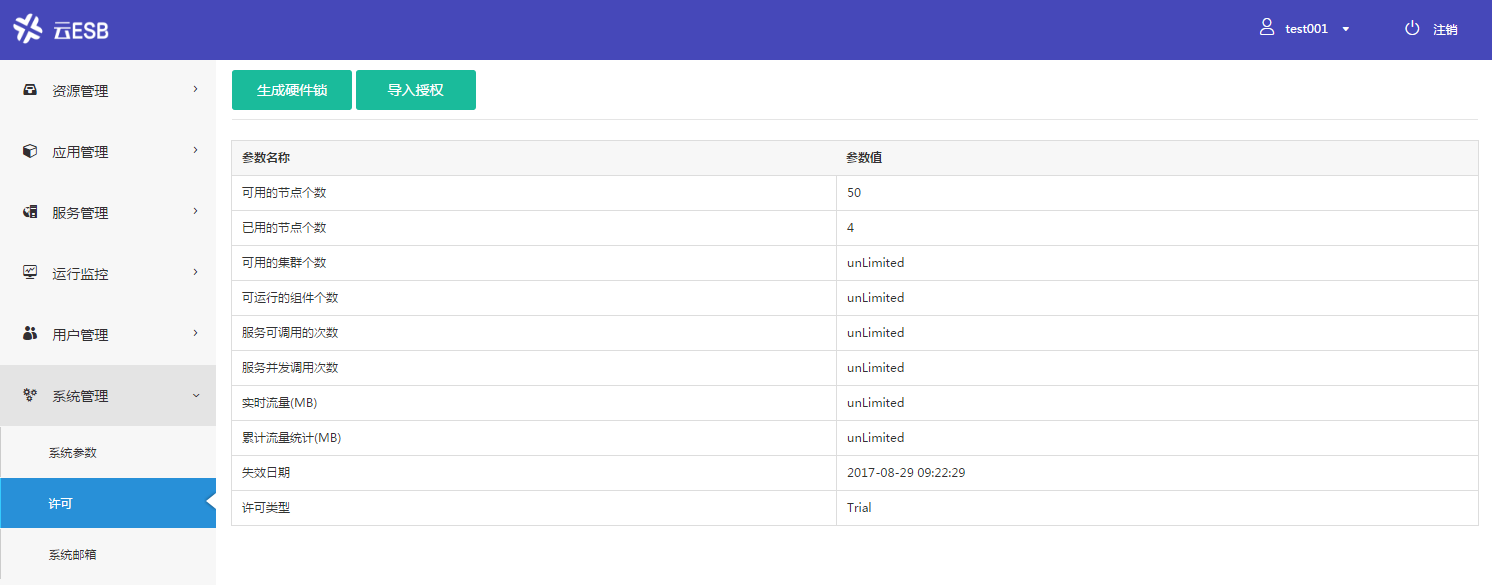 云ESB
test001
注销
资源管理
应用管理
服务管理
运行监控
用户管理
系统管理
系统参数
许可
系统邮箱
生成硬件锁 导入授权
参数名称 参数值
可用的节点个数 50
已用的节点个数 4
可用的集群个数 unLimited
可运行的组件个数 unLimited
服务可调用的次数 unLimited
服务并发调用次数 unLimited
实时流量(MB) unLimited
累计流量统计(MB) unLimited
失效日期 2017-08-29 09:22:29
许可类型 Trial